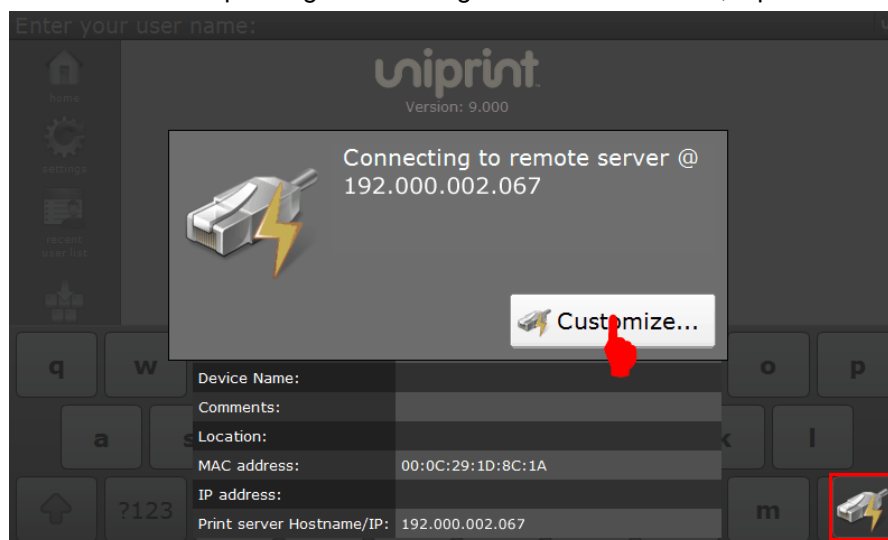 Enter your user name:
home
settings
recent
user list
uniprint
Version: 9.000
Connecting to remote server @
192.000.002.067
Customize...
q
w
o
p
a
s
k
l
?123
m
Device Name:
Comments:
Location:
MAC address: 00:0C:29:1D:8C:1A
IP address:
Print server Hostname/IP: 192.000.002.067